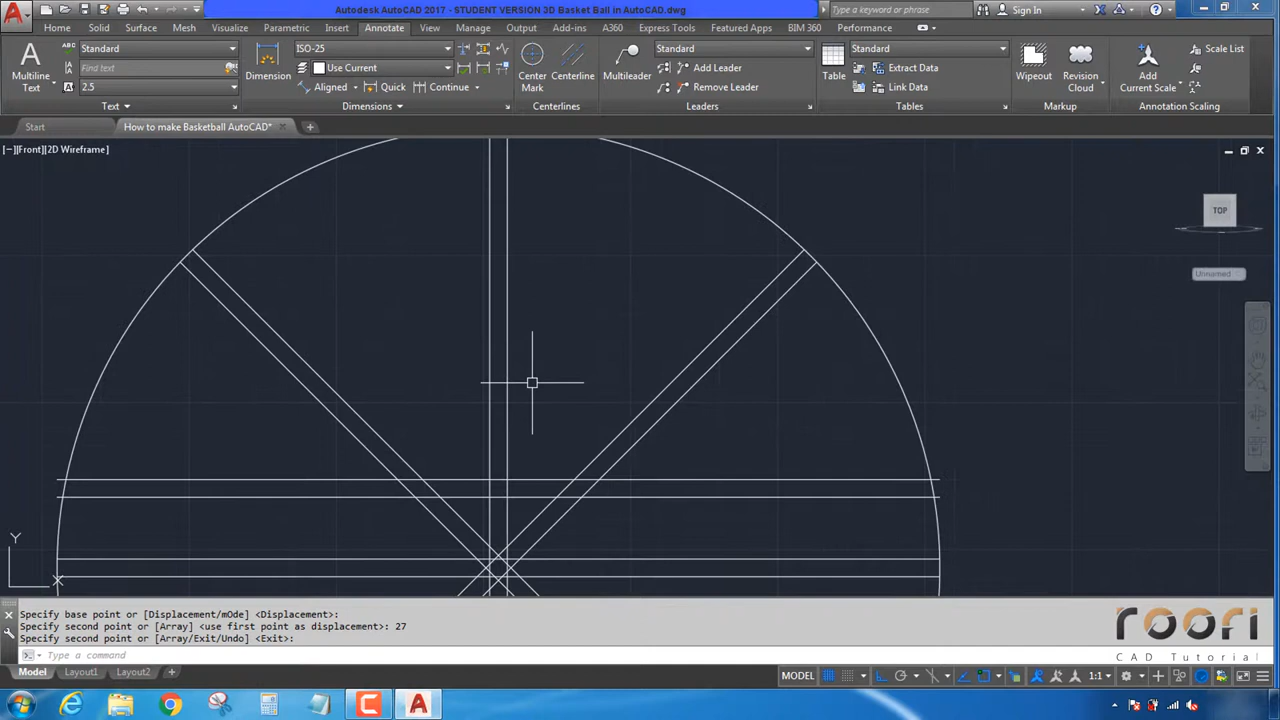 Autodesk AutoCAD 2017 - STUDENT VERSION 3D Basket Ball in AutoCAD.dwg
Type a keyword or phrase
Sign In
Home Solid Surface Mesh Visualize Parametric Insert Annotate View Manage Output Add-ins A360 Express Tools Featured Apps BIM 360 Performance
Multiline Text
Standard
Find text
2.5
Text
Dimension
ISO-25
Use Current
Aligned Quick Continue
Dimensions
Center Mark
Centerline
Centerlines
Multileader
Standard
Add Leader
Remove Leader
Leaders
Table
Standard
Extract Data
Link Data
Tables
Wipeout
Revision Cloud
Markup
Add Current Scale
Scale List
Annotation Scaling
Start
How to make Basketball AutoCAD*
[−][Front][2D Wireframe]
TOP
Unnamed
Y
Specify base point or [Displacement/mOde] <Displacement>:
Specify second point or [Array] <use first point as displacement>: 27
Specify second point or [Array/Exit/Undo] <Exit>:
Type a command
roofi
CAD Tutorial
Model Layout1 Layout2
MODEL
1:1